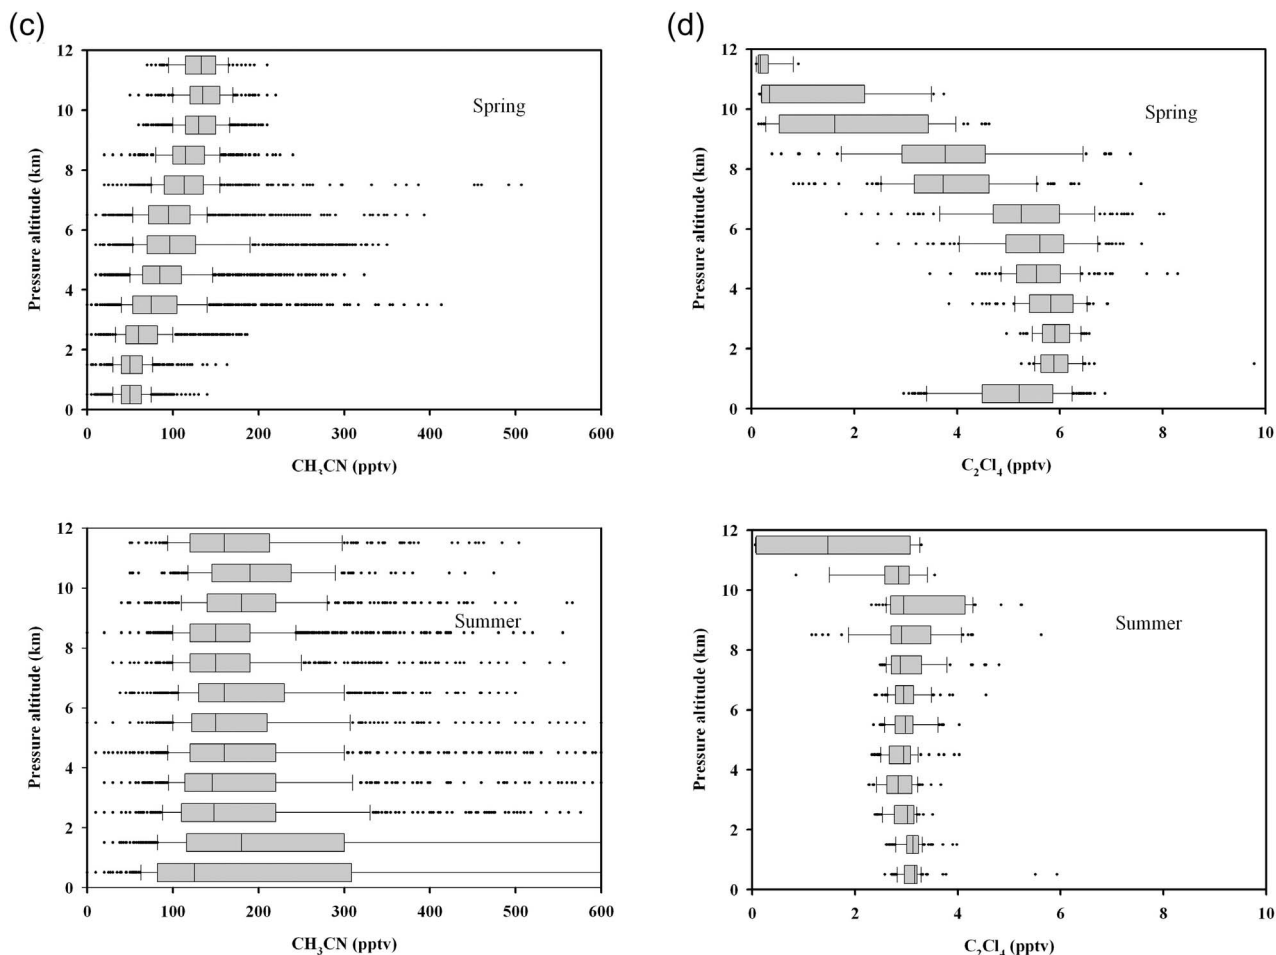 (c)
12
10
8
6
4
2
0
Pressure altitude (km)
Spring
0 100 200 300 400 500 600
CH₃CN (pptv)
(d)
12
10
8
6
4
2
0
Pressure altitude (km)
Spring
0 2 4 6 8 10
C₂Cl₄ (pptv)
12
10
8
6
4
2
0
Pressure altitude (km)
Summer
0 100 200 300 400 500 600
CH₃CN (pptv)
12
10
8
6
4
2
0
Pressure altitude (km)
Summer
0 2 4 6 8 10
C₂Cl₄ (pptv)